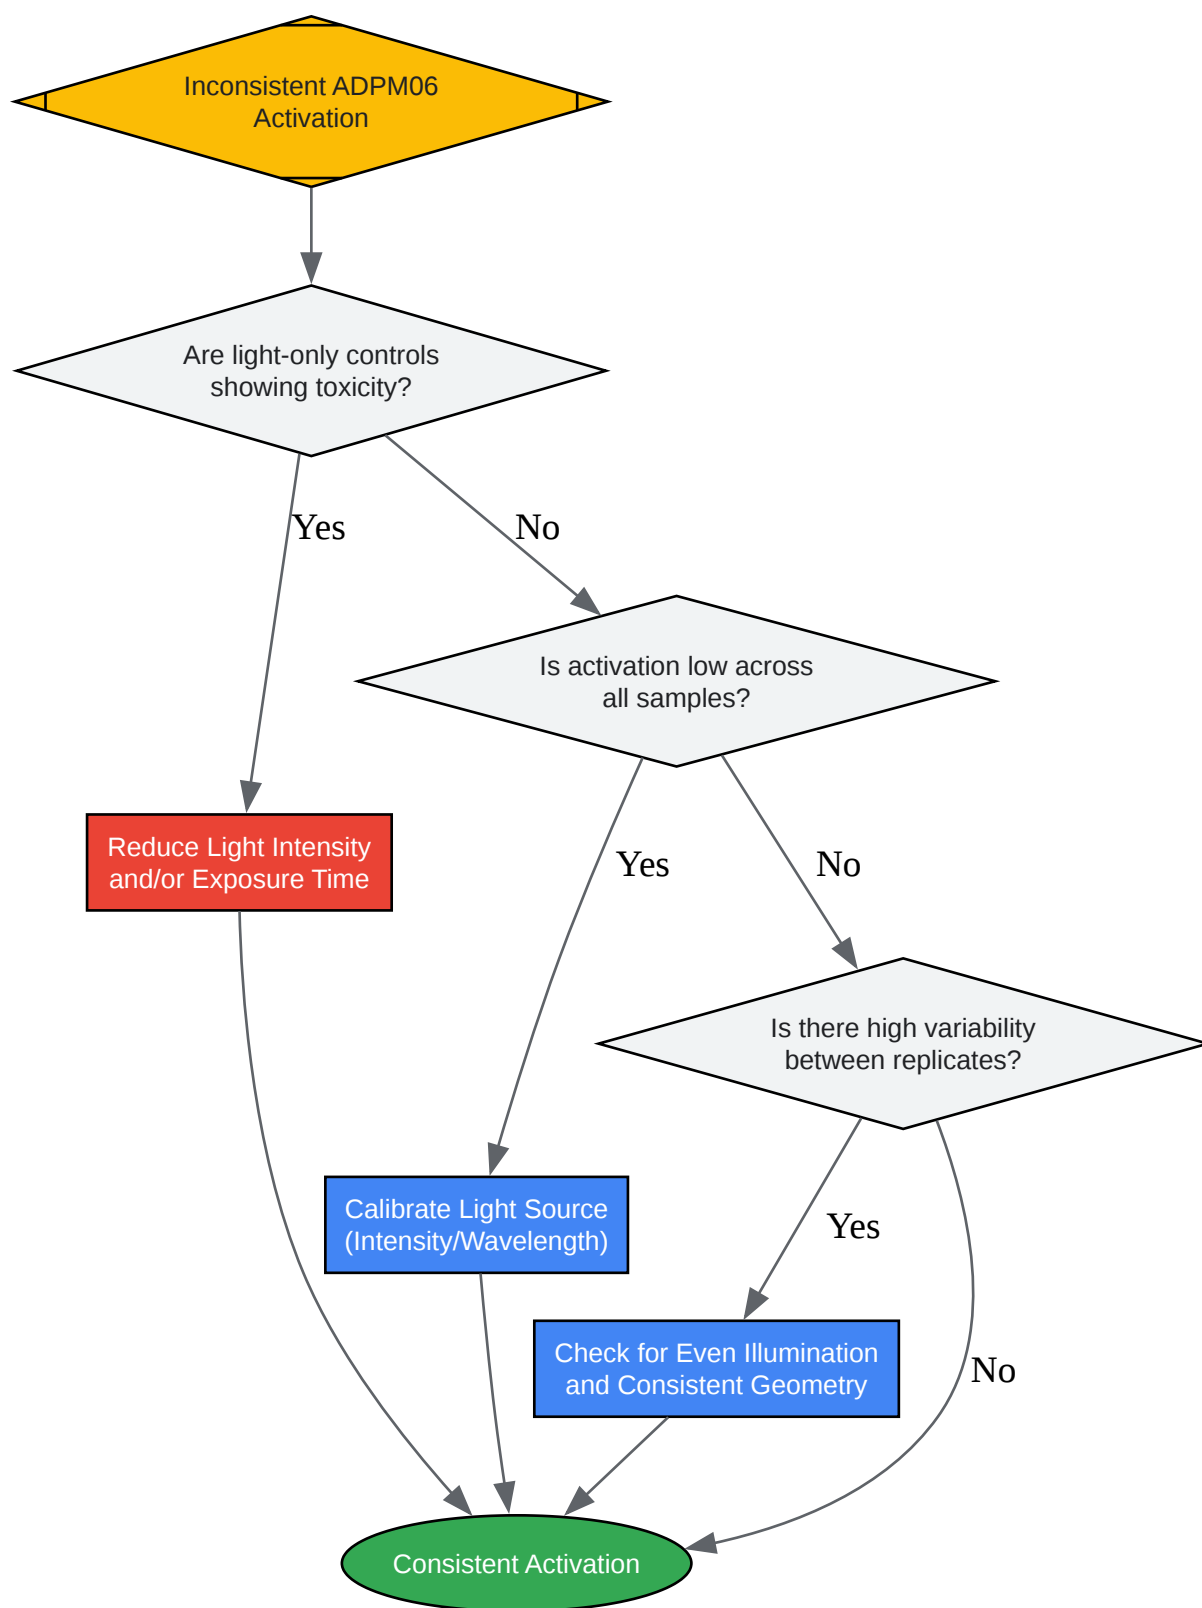 Inconsistent ADPM06
Activation
Are light-only controls
showing toxicity?
Yes
No
Is activation low across
all samples?
Reduce Light Intensity
and/or Exposure Time
Yes
No
Is there high variability
between replicates?
Calibrate Light Source
(Intensity/Wavelength)
Yes
Check for Even Illumination
and Consistent Geometry
No
Consistent Activation